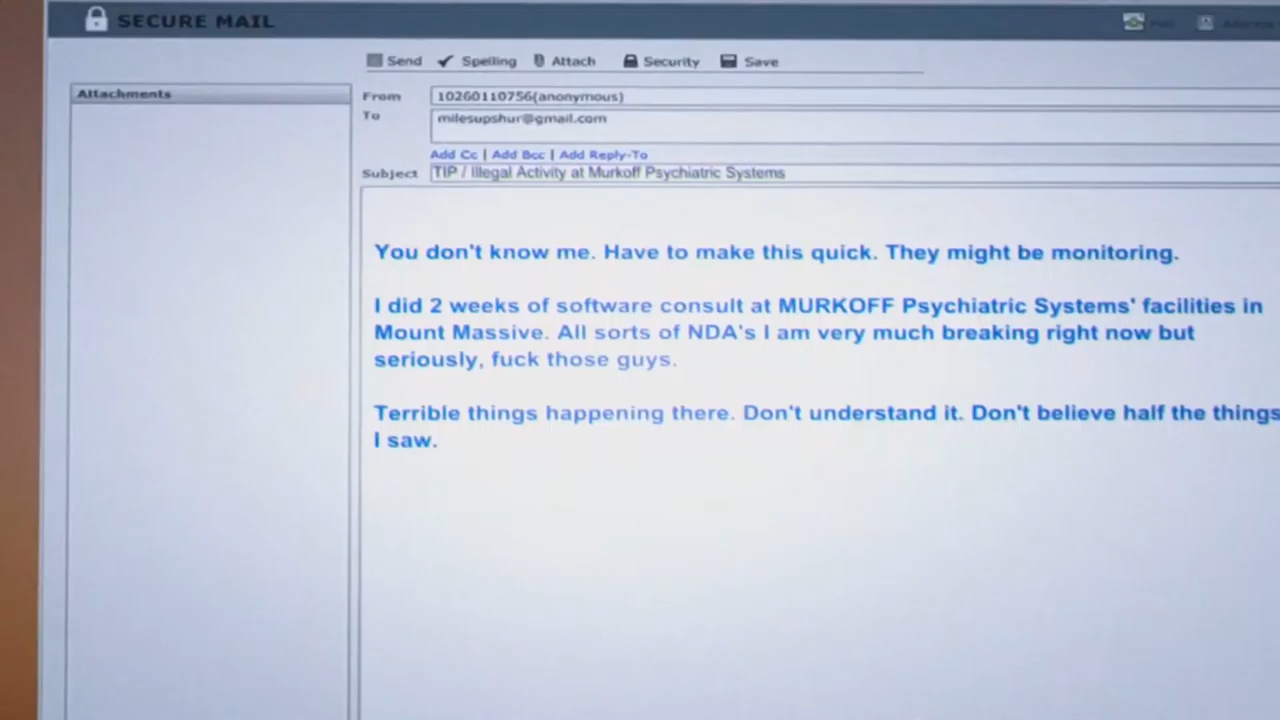 SECURE MAIL
Send Spelling Attach Security Save
Attachments
From 10260110756(anonymous)
To milesupshur@gmail.com
Add Cc | Add Bcc | Add Reply-To
Subject TIP / Illegal Activity at Murkoff Psychiatric Systems
You don't know me. Have to make this quick. They might be monitoring.
I did 2 weeks of software consult at MURKOFF Psychiatric Systems' facilities in
Mount Massive. All sorts of NDA's I am very much breaking right now but
seriously, fuck those guys.
Terrible things happening there. Don't understand it. Don't believe half the things
I saw.